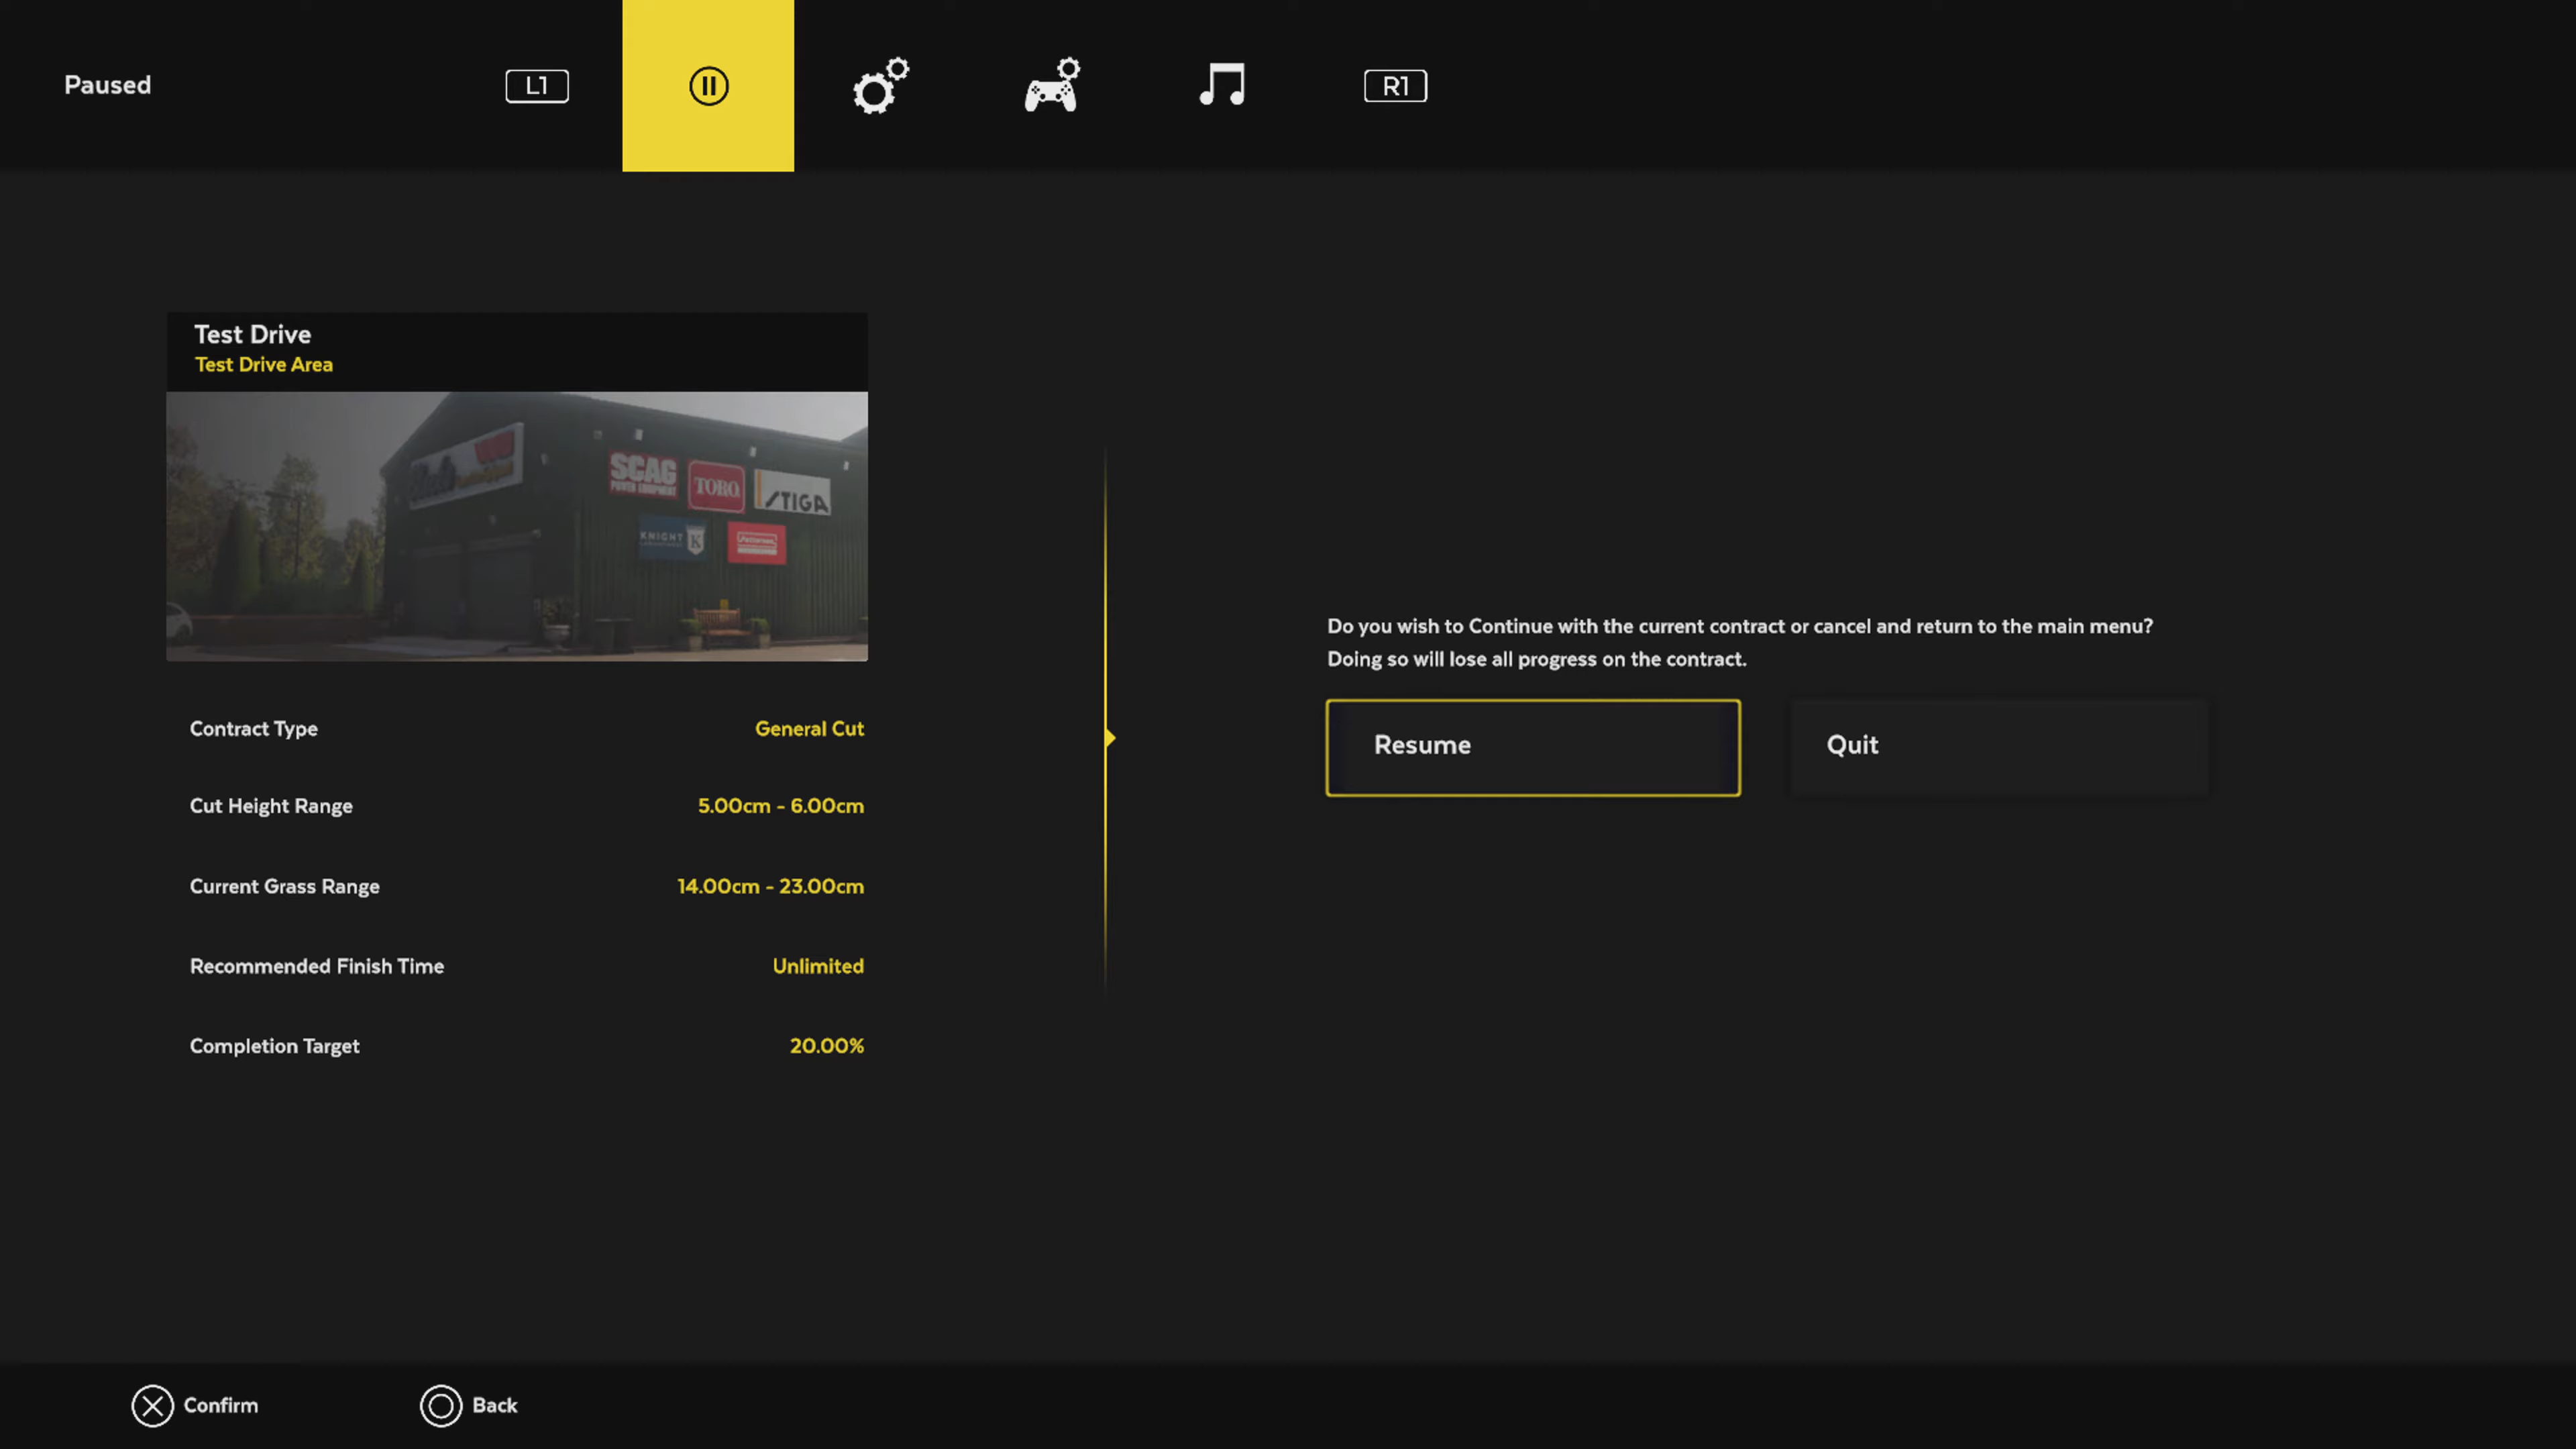 Paused
L1
R1
Test Drive
Test Drive Area
SCAG
POWER EQUIPMENT
TORO
STIGA
KNIGHT K
Contract Type General Cut
Cut Height Range 5.00cm - 6.00cm
Current Grass Range 14.00cm - 23.00cm
Recommended Finish Time Unlimited
Completion Target 20.00%
Do you wish to Continue with the current contract or cancel and return to the main menu?
Doing so will lose all progress on the contract.
Resume
Quit
Confirm
Back